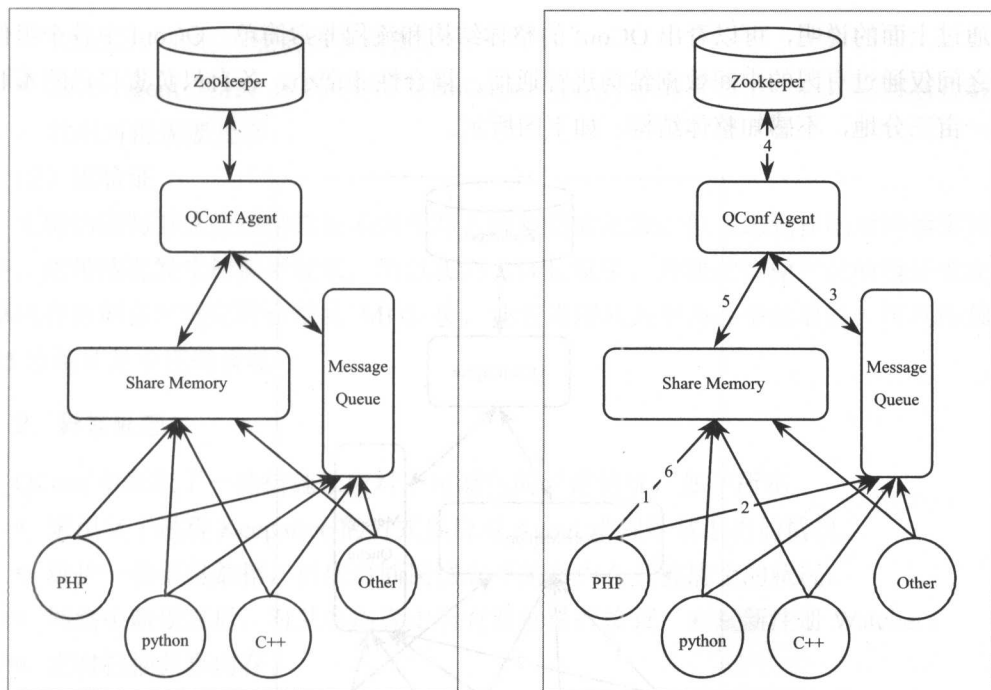 Zookeeper
QConf Agent
Share Memory
Message
Queue
PHP
python
C++
Other
Zookeeper
4
QConf Agent
5
3
Share Memory
Message
Queue
6
1
2
PHP
python
C++
Other